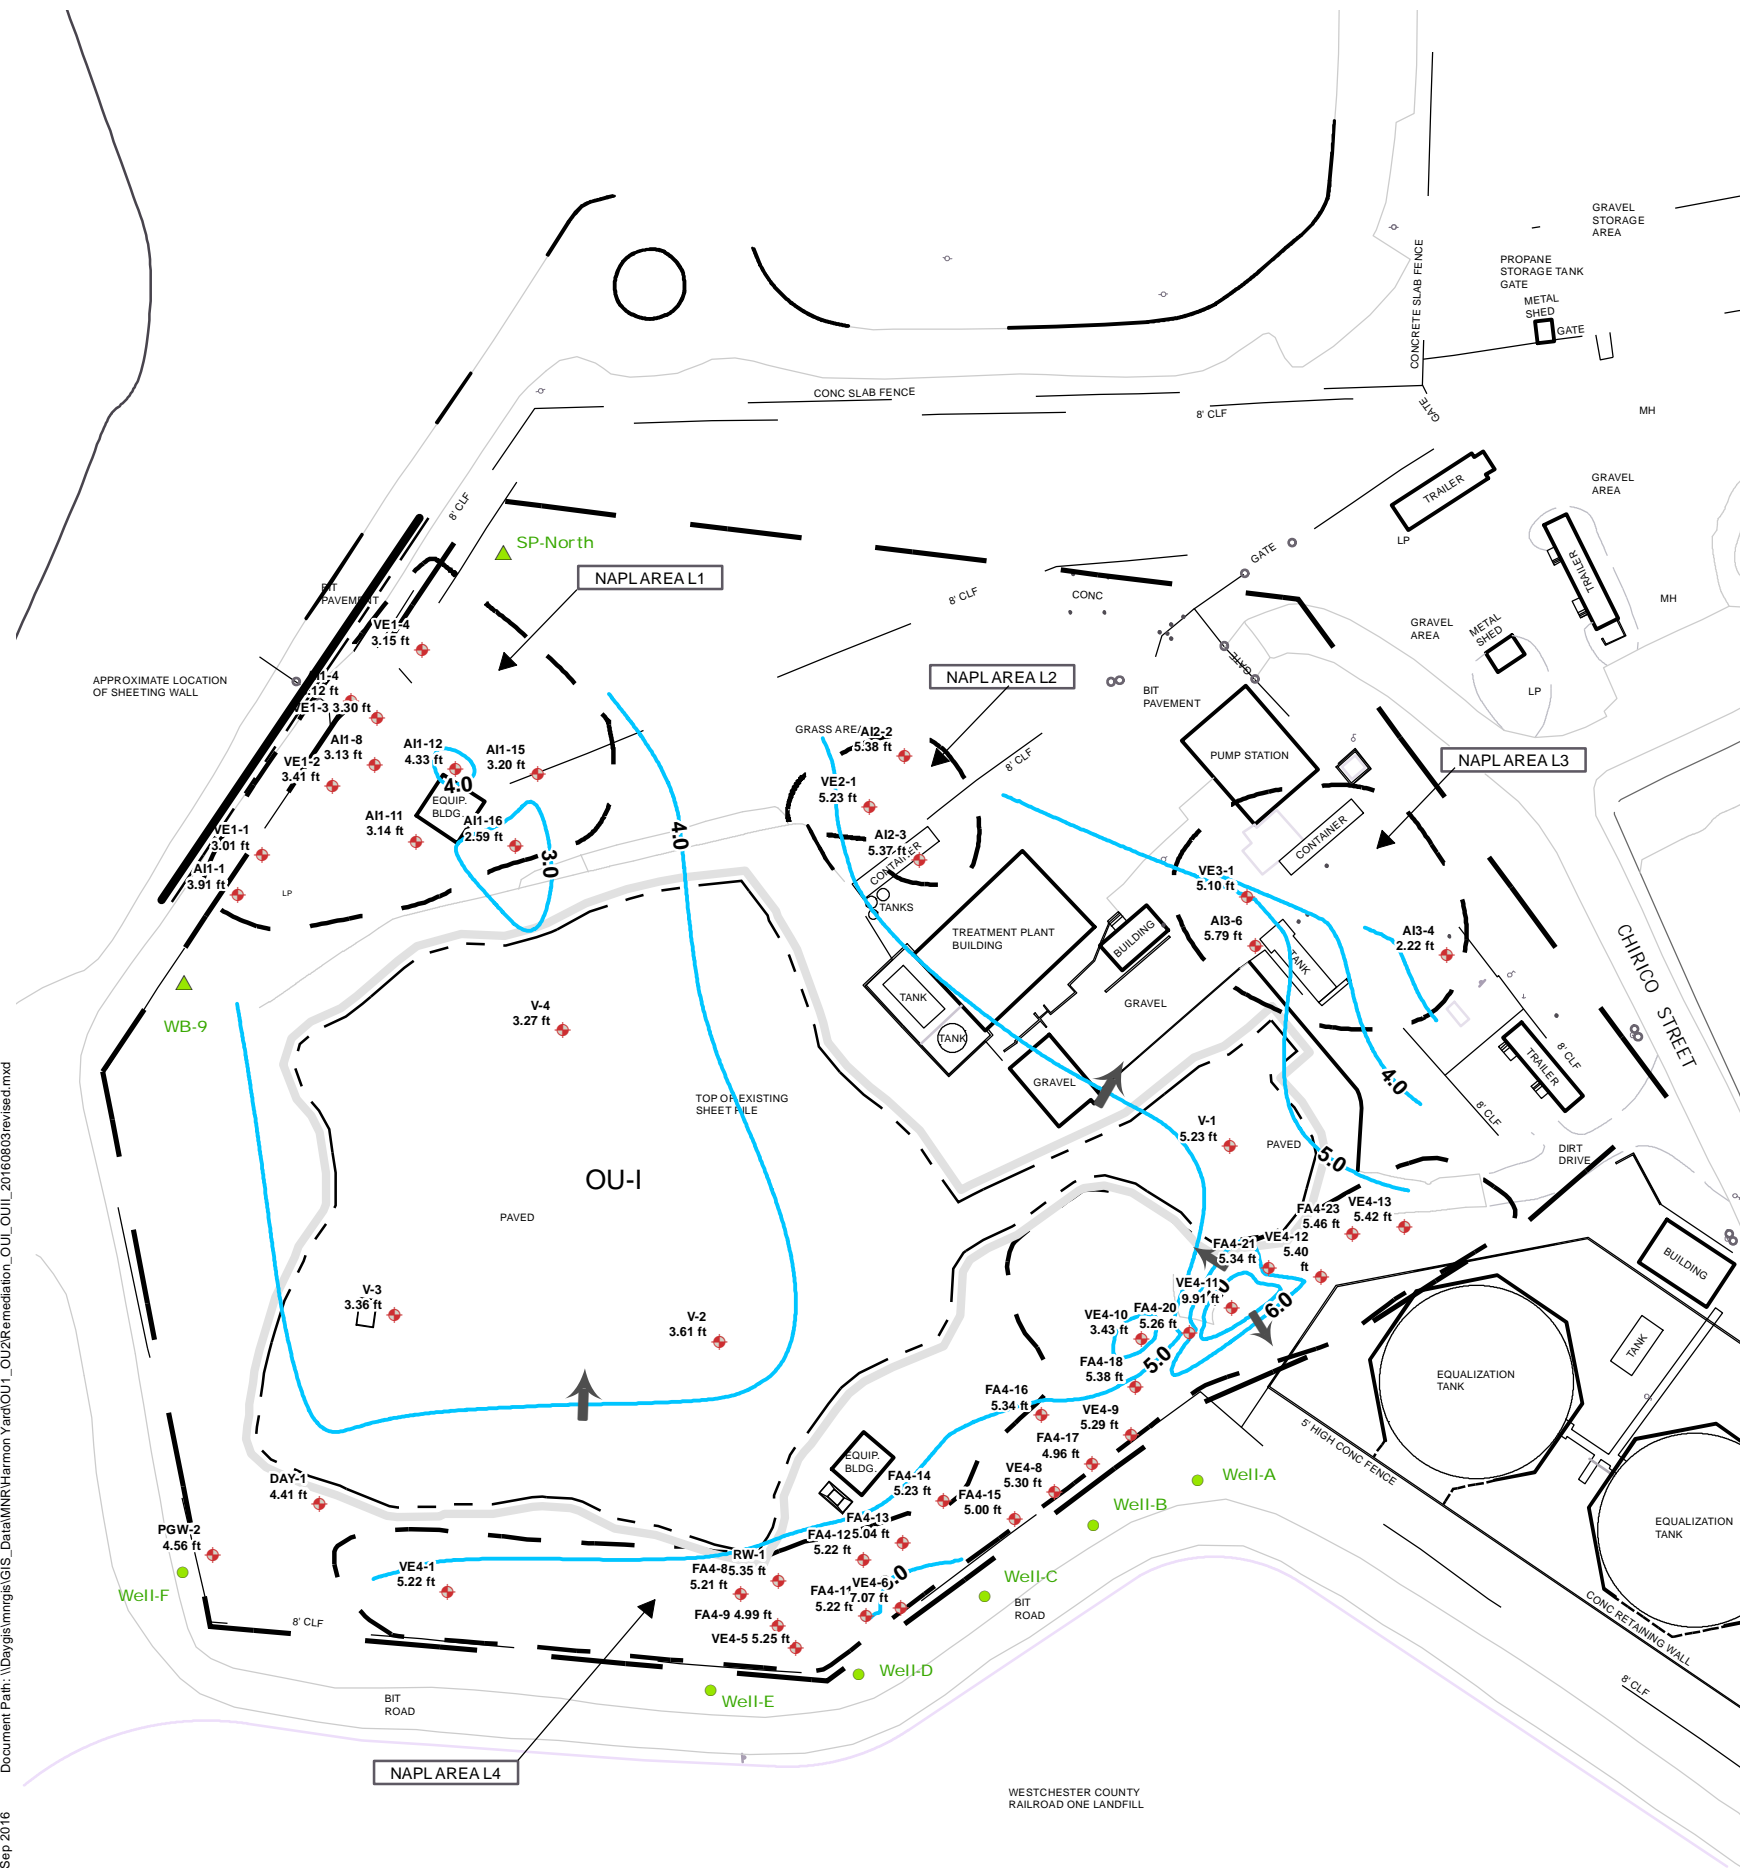 GRAVEL
STORAGE
AREA
PROPANE
STORAGE TANK
GATE
METAL
SHED
GATE
CONCRETE SLAB FENCE
GATE
CONC SLAB FENCE
8' CLF
MH
8' CLF
TRAILER
GRAVEL
AREA
LP
TRAILER
SP-North
NAPL AREA L1
GATE
8' CLF
CONC
BIT
PAVEMENT
MH
GRAVEL
AREA
METAL
SHED
VE1-4
3.15 ft
GATE
APPROXIMATE LOCATION
OF SHEETING WALL
NAPL AREA L2
BIT
PAVEMENT
LP
VE1-3 3.30 ft
AI1-8
3.13 ft
AI1-12
4.33 ft
AI1-15
3.20 ft
VE1-2
3.41 ft
4.0
EQUIP.
BLDG.
GRASS AREA
AI2-2
5.38 ft
8' CLF
PUMP STATION
NAPL AREA L3
VE2-1
5.23 ft
AI1-11
3.14 ft
AI1-16
2.59 ft
3.0
4.0
AI2-3
5.37 ft
CONTAINER
CONTAINER
VE1-1
3.01 ft
AI1-1
3.91 ft
LP
TANKS
VE3-1
5.10 ft
AI3-6
5.79 ft
AI3-4
2.22 ft
TREATMENT PLANT
BUILDING
BUILDING
TANK
CHIRICO STREET
WB-9
V-4
3.27 ft
TANK
TANK
GRAVEL
GRAVEL
8' CLF
TRAILER
4.0
8' CLF
TOP OF EXISTING
SHEET PILE
V-1
5.23 ft
PAVED
5.0
DIRT
DRIVE
OU-I
PAVED
FA4-23
5.46 ft
VE4-13
5.42 ft
FA4-21
5.34 ft
VE4-12
5.40
ft
BUILDING
V-3
3.36 ft
V-2
3.61 ft
VE4-11
9.91 ft
6.0
VE4-10
3.43 ft
FA4-20
5.26 ft
5.0
FA4-18
5.38 ft
TANK
EQUALIZATION
TANK
FA4-16
5.34 ft
VE4-9
5.29 ft
FA4-17
4.96 ft
5' HIGH CONC FENCE
EQUIP.
BLDG.
DAY-1
4.41 ft
FA4-14
5.23 ft
VE4-8
5.30 ft
FA4-15
5.00 ft
Well-A
Well-B
EQUALIZATION
TANK
PGW-2
4.56 ft
FA4-13
5.04 ft
FA4-12
5.22 ft
RW-1
5.35 ft
VE4-1
5.22 ft
FA4-8
5.21 ft
FA4-11
5.22 ft
VE4-6
7.07 ft
Well-C
Well-F
FA4-9 4.99 ft
VE4-5 5.25 ft
8' CLF
BIT
ROAD
CONC RETAINING WALL
Well-D
Well-E
8' CLF
BIT
ROAD
NAPL AREA L4
WESTCHESTER COUNTY
RAILROAD ONE LANDFILL
Sep 2016
Document Path: \\Daygis\mnrgis\GIS_Data\MNR\Harmon Yard\OU1_OU2\Remediation_OUI_OUII_20160803revised.mxd